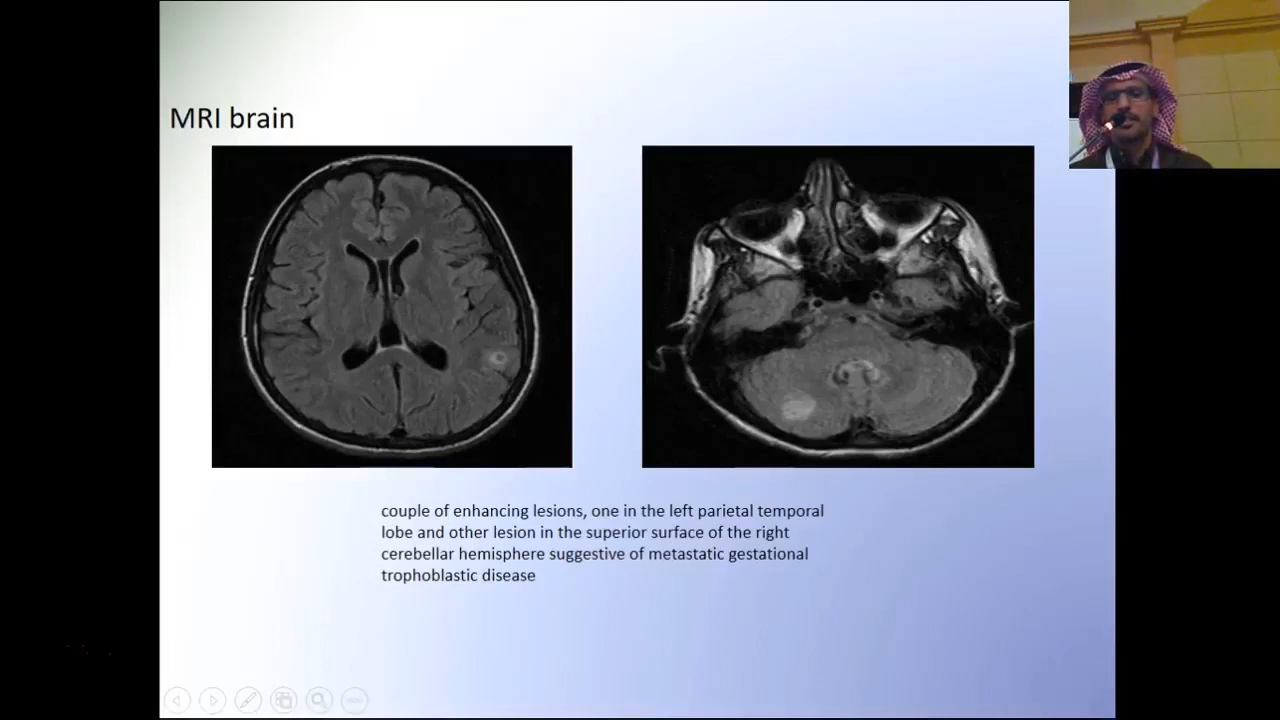 MRI brain
couple of enhancing lesions, one in the left parietal temporal
lobe and other lesion in the superior surface of the right
cerebellar hemisphere suggestive of metastatic gestational
trophoblastic disease